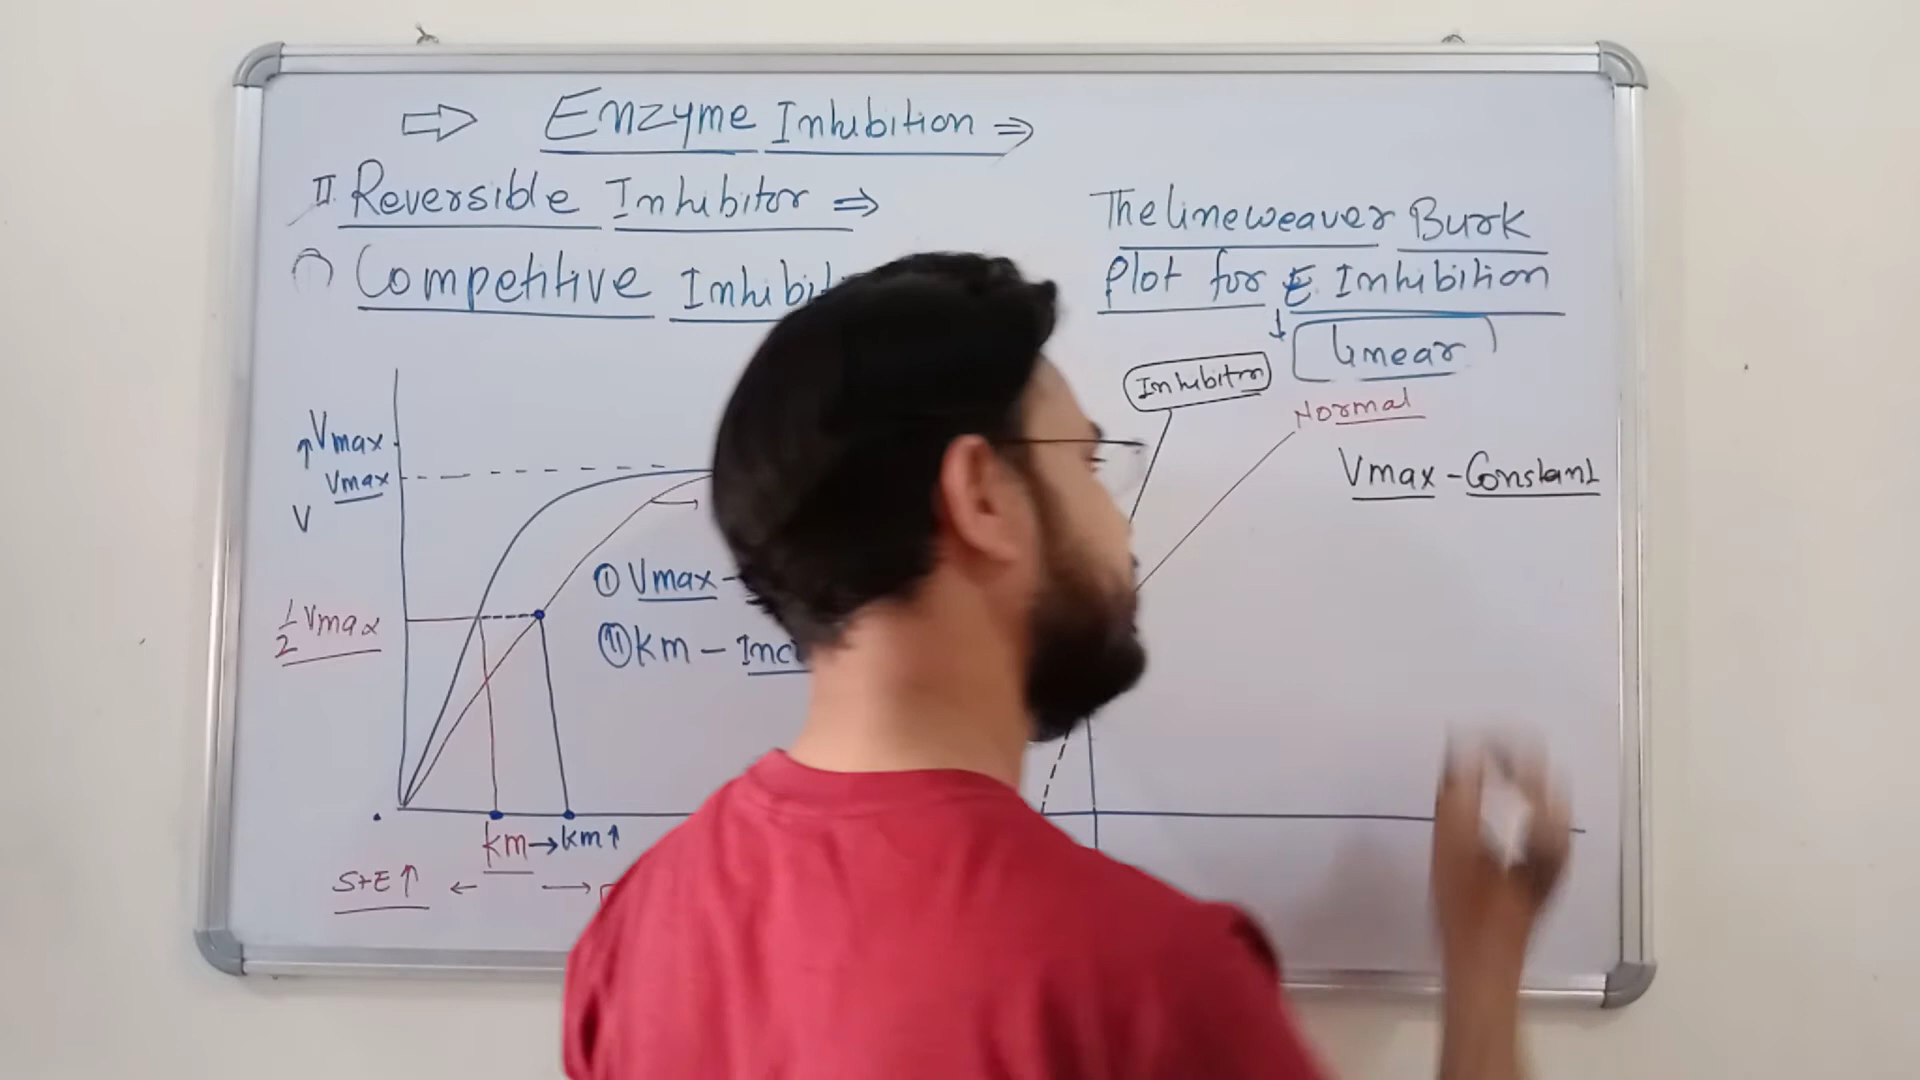 ⇨ Enzyme Inhibition ⇒
II Reversible Inhibitor ⇒
Competitive
The lineweaver Burk
Plot for E Inhibition
↓ linear
Inhibitor
Normal
Vmax - Constant
↑Vmax
Vmax
V
½ Vmax
① Vmax -
② km -
km → km↑
S+E↑ ← →